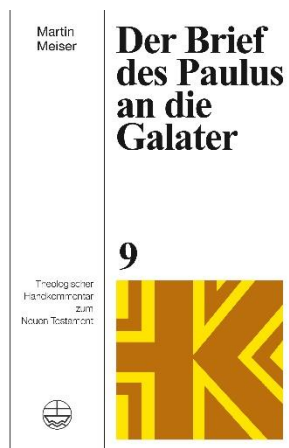 Martin
Meiser
Der Brief
des Paulus
an die
Galater
9
Theologischer
Handkommentar
zum
Neuen Testament